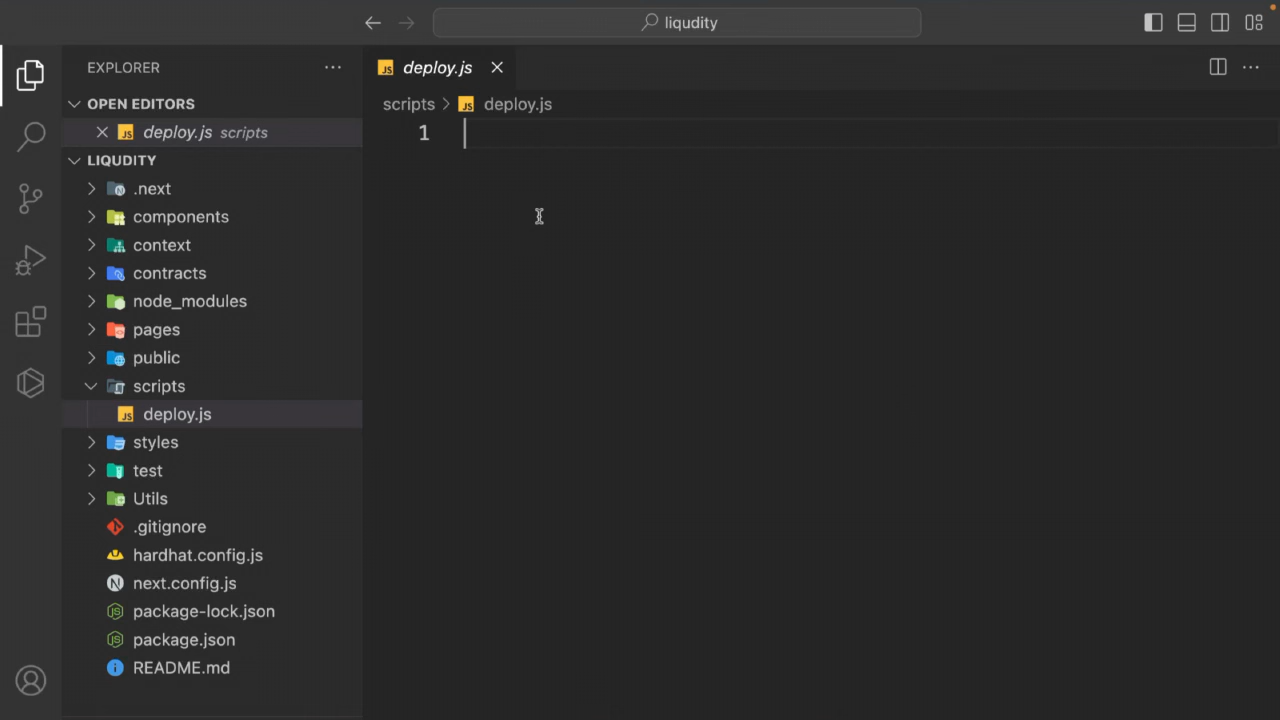 liqudity
EXPLORER
deploy.js
OPEN EDITORS
scripts deploy.js
deploy.js scripts
1
LIQUDITY
.next
components
context
contracts
node_modules
pages
public
scripts
deploy.js
styles
test
Utils
.gitignore
hardhat.config.js
next.config.js
package-lock.json
package.json
README.md